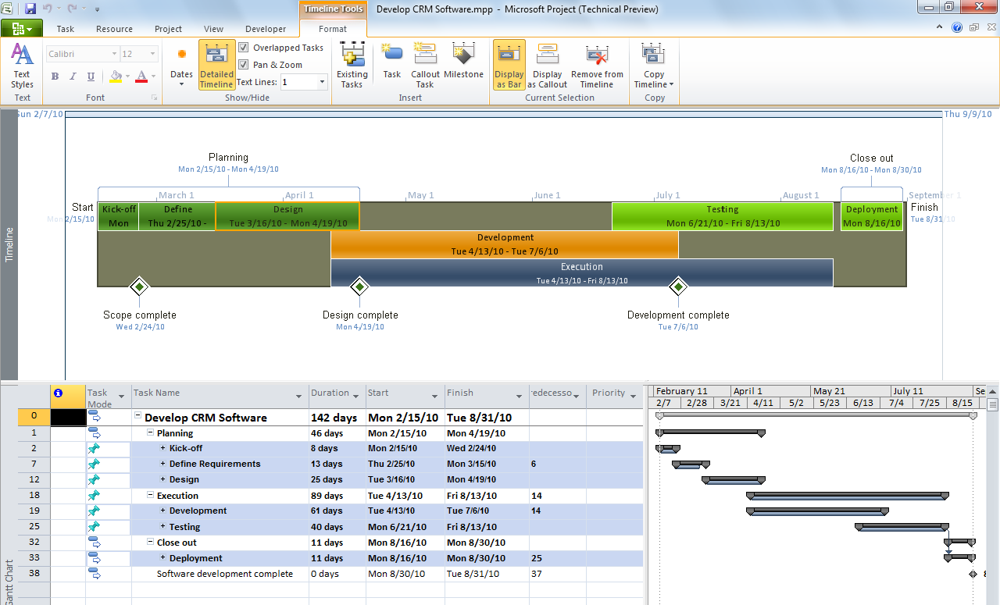 Timeline Tools
Develop CRM Software.mpp - Microsoft Project (Technical Preview)
Task Resource Project View Developer Format
Calibri 12
Text Styles
B I U A
Dates
Detailed Timeline
Overlapped Tasks
Pan & Zoom
Text Lines: 1
Existing Tasks
Task
Callout Task
Milestone
Display as Bar
Display as Callout
Remove from Timeline
Copy Timeline
Text Font Show/Hide Insert Current Selection Copy
Sun 2/7/10 Thu 9/9/10
Timeline
Planning
Mon 2/15/10 - Mon 4/19/10
Close out
Mon 8/16/10 - Mon 8/30/10
March 1 April 1 May 1 June 1 July 1 August 1 September 1
Start
Mon 2/15/10
Kick-off
Mon
Define
Thu 2/25/10 -
Design
Tue 3/16/10 - Mon 4/19/10
Testing
Mon 6/21/10 - Fri 8/13/10
Deployment
Mon 8/16/10
Finish
Tue 8/31/10
Development
Tue 4/13/10 - Tue 7/6/10
Execution
Tue 4/13/10 - Fri 8/13/10
Scope complete
Wed 2/24/10
Design complete
Mon 4/19/10
Development complete
Tue 7/6/10
Task Mode Task Name Duration Start Finish redecesso Priority
February 11 April 1 May 21 July 11 Se
2/7 2/28 3/21 4/11 5/2 5/23 6/13 7/4 7/25 8/15
0 Develop CRM Software 142 days Mon 2/15/10 Tue 8/31/10
1 Planning 46 days Mon 2/15/10 Mon 4/19/10
2 Kick-off 8 days Mon 2/15/10 Wed 2/24/10
7 Define Requirements 13 days Thu 2/25/10 Mon 3/15/10 6
12 Design 25 days Tue 3/16/10 Mon 4/19/10
18 Execution 89 days Tue 4/13/10 Fri 8/13/10 14
19 Development 61 days Tue 4/13/10 Tue 7/6/10 14
25 Testing 40 days Mon 6/21/10 Fri 8/13/10
32 Close out 11 days Mon 8/16/10 Mon 8/30/10
33 Deployment 11 days Mon 8/16/10 Mon 8/30/10 25
38 Software development complete 0 days Mon 8/30/10 Tue 8/31/10 37
Gantt Chart